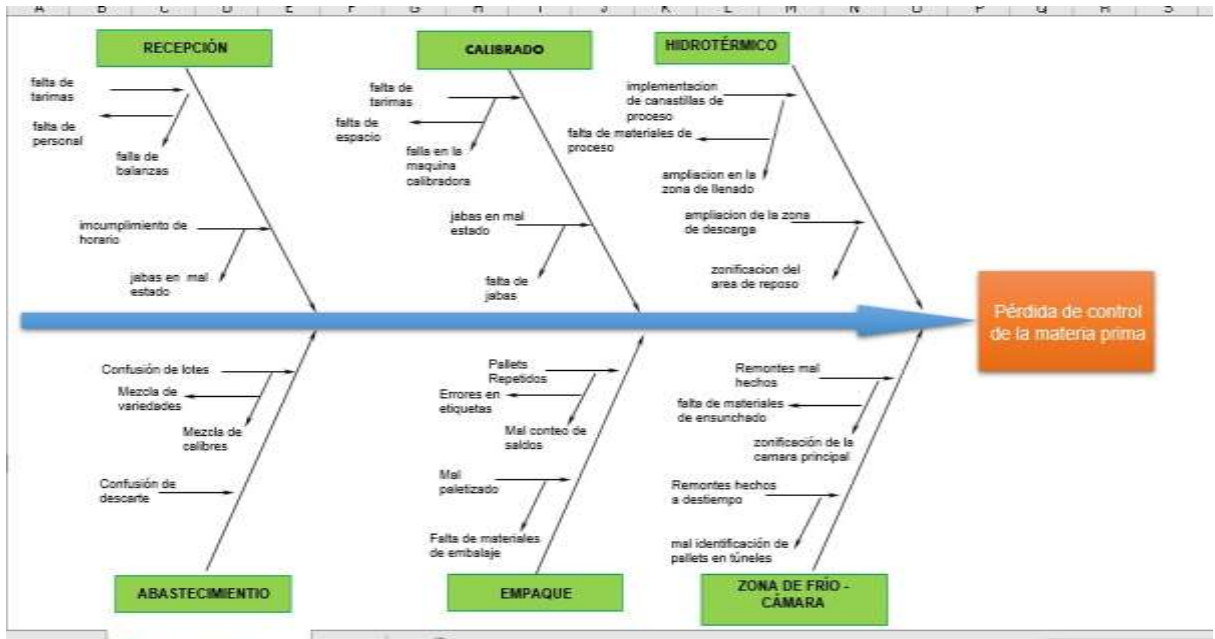 A B C D E F G H I J K L M N O P Q R S
RECEPCIÓN
CALIBRADO
HIDROTÉRMICO
falta de
tarimas
falta de
personal
falla de
balanzas
imcumplimiento de
horario
jabas en mal
estado
falta de
tarimas
falta de
espacio
falla en la
maquina
calibradora
jabas en mal
estado
falta de
jabas
implementacion
de canastillas de
proceso
falta de materiales de
proceso
ampliacion en la
zona de llenado
ampliacion de la zona
de descarga
zonificacion del
area de reposo
Pérdida de control
de la materia prima
Confusión de lotes
Mezcla de
variedades
Mezcla de
calibres
Confusión de
descarte
Pallets
Repetidos
Errores en
etiquetas
Mal conteo de
saldos
Mal
paletizado
Falta de materiales
de embalaje
Remontes mal
hechos
falta de materiales
de ensunchado
zonificación de la
camara principal
Remontes hechos
a destiempo
mal identificación de
pallets en túneles
ABASTECIMIENTIO
EMPAQUE
ZONA DE FRÍO -
CÁMARA